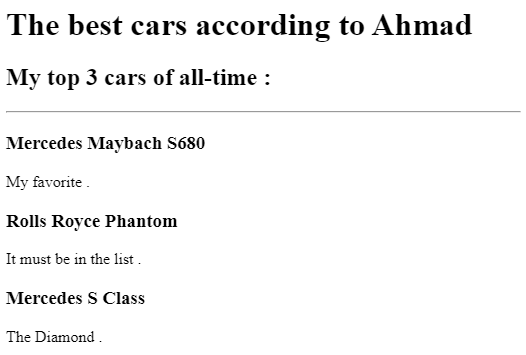 The best cars according to Ahmad
My top 3 cars of all-time :
Mercedes Maybach S680
My favorite .
Rolls Royce Phantom
It must be in the list .
Mercedes S Class
The Diamond .